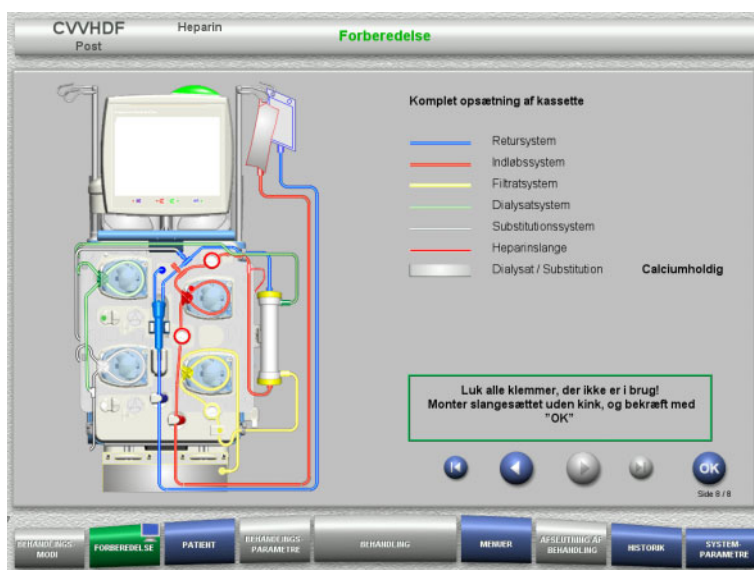 CVVHDF Heparin
Post
Forberedelse
Komplet opsætning af kassette
Retursystem
Indløbssystem
Filtratsystem
Dialysatsystem
Substitutionssystem
Heparinslange
Dialysat / Substitution Calciumholdig
Luk alle klemmer, der ikke er i brug!
Monter slangesættet uden kink, og bekræft med
"OK"
OK
Side 8 / 8
BEHANDLINGS-
MODI
FORBEREDELSE
PATIENT
BEHANDLINGS-
PARAMETRE
BEHANDLING
MENUER
AFSLUTNING AF
BEHANDLING
HISTORIK
SYSTEM-
PARAMETRE